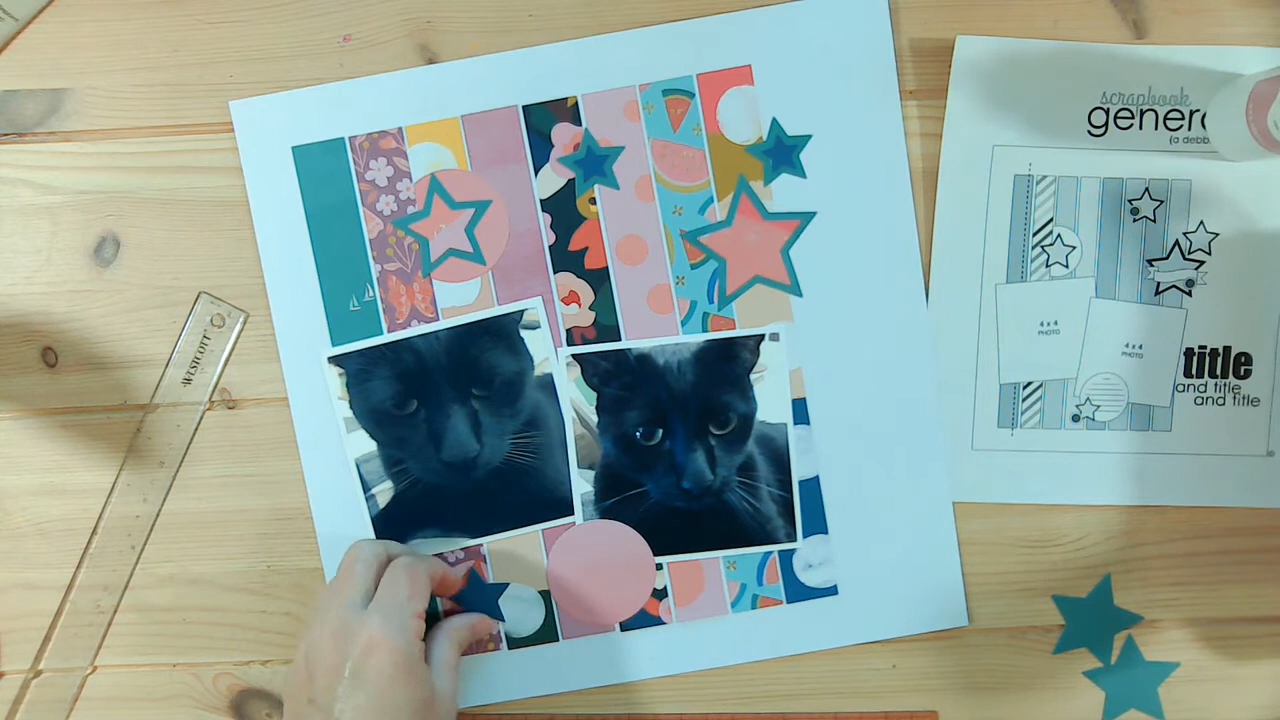 WESTCOTT
scrapbook
gener
(a debb
4 x 4
PHOTO
4 x 4
PHOTO
title
and title
and title